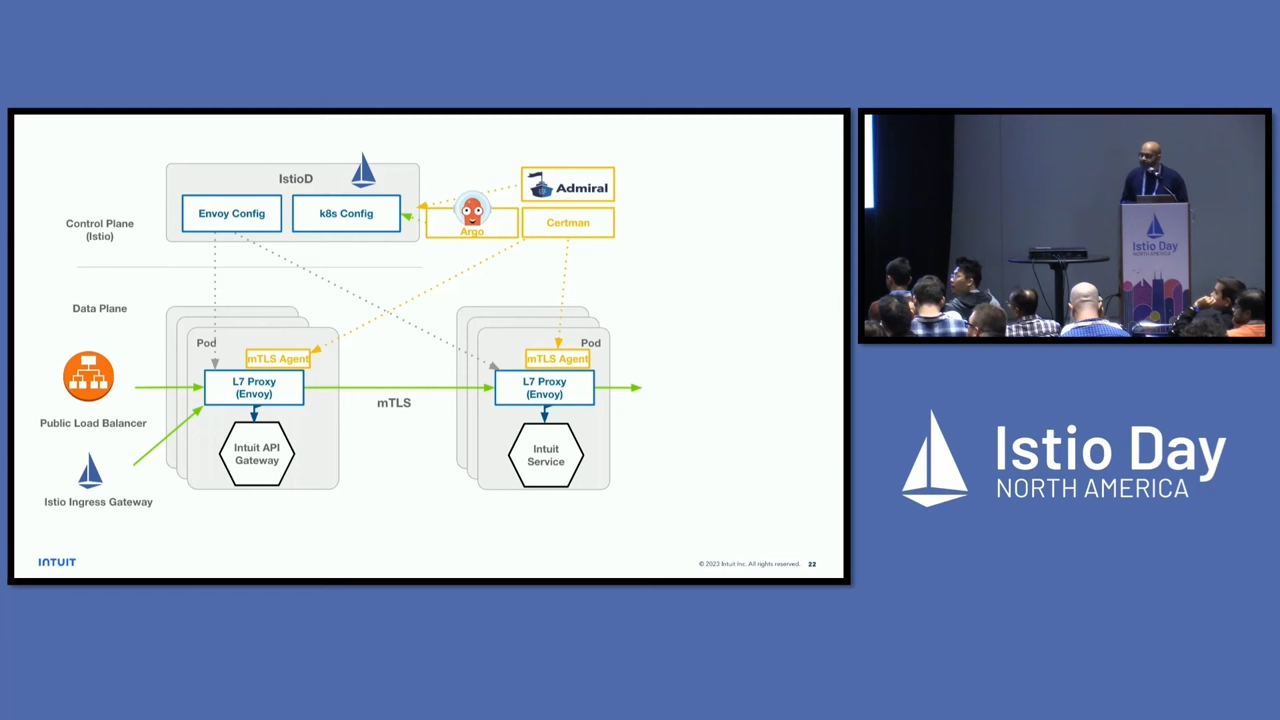 IstioD
Envoy Config
k8s Config
Argo
Admiral
Certman
Control Plane
(Istio)
Data Plane
Pod
mTLS Agent
L7 Proxy
(Envoy)
Intuit API
Gateway
mTLS
Pod
mTLS Agent
L7 Proxy
(Envoy)
Intuit
Service
Public Load Balancer
Istio Ingress Gateway
INTUIT
© 2023 Intuit Inc. All rights reserved. 22
Istio Day
NORTH AMERICA
Istio Day
NORTH AMERICA